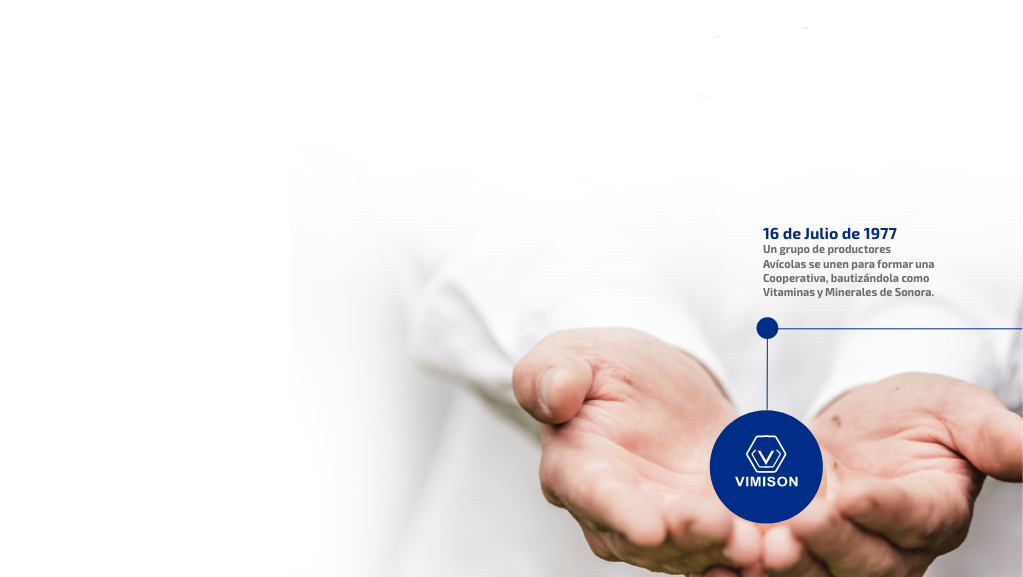 16 de Julio de 1977
Un grupo de productores
Avícolas se unen para formar una
Cooperativa, bautizándola como
Vitaminas y Minerales de Sonora.
VIMISON